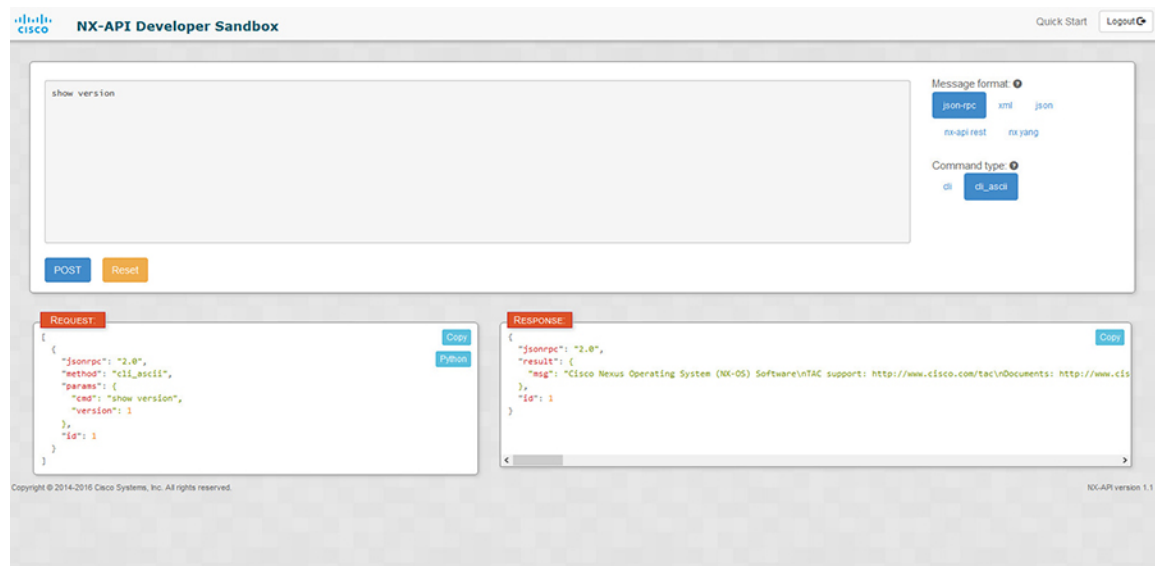 CISCO
NX-API Developer Sandbox
Quick Start
Logout
show version
Message format:
json-rpc xml json
nx-api rest nx yang
Command type:
cli cli_ascii
POST Reset
REQUEST:
Copy
Python
[
{
"jsonrpc": "2.0",
"method": "cli_ascii",
"params": {
"cmd": "show version",
"version": 1
},
"id": 1
}
]
RESPONSE:
Copy
{
"jsonrpc": "2.0",
"result": {
"msg": "Cisco Nexus Operating System (NX-OS) Software\nTAC support: http://www.cisco.com/tac\nDocuments: http://www.cis
},
"id": 1
}
Copyright © 2014-2016 Cisco Systems, Inc. All rights reserved.
NX-API version 1.1